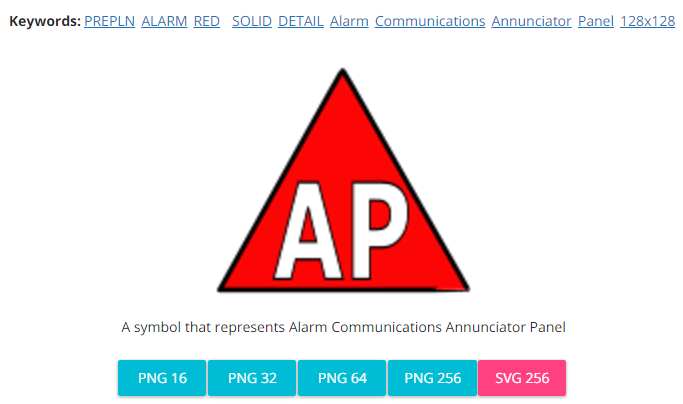 Keywords: PREPLN ALARM RED SOLID DETAIL Alarm Communications Annunciator Panel 128x128
AP
A symbol that represents Alarm Communications Annunciator Panel
PNG 16 PNG 32 PNG 64 PNG 256 SVG 256